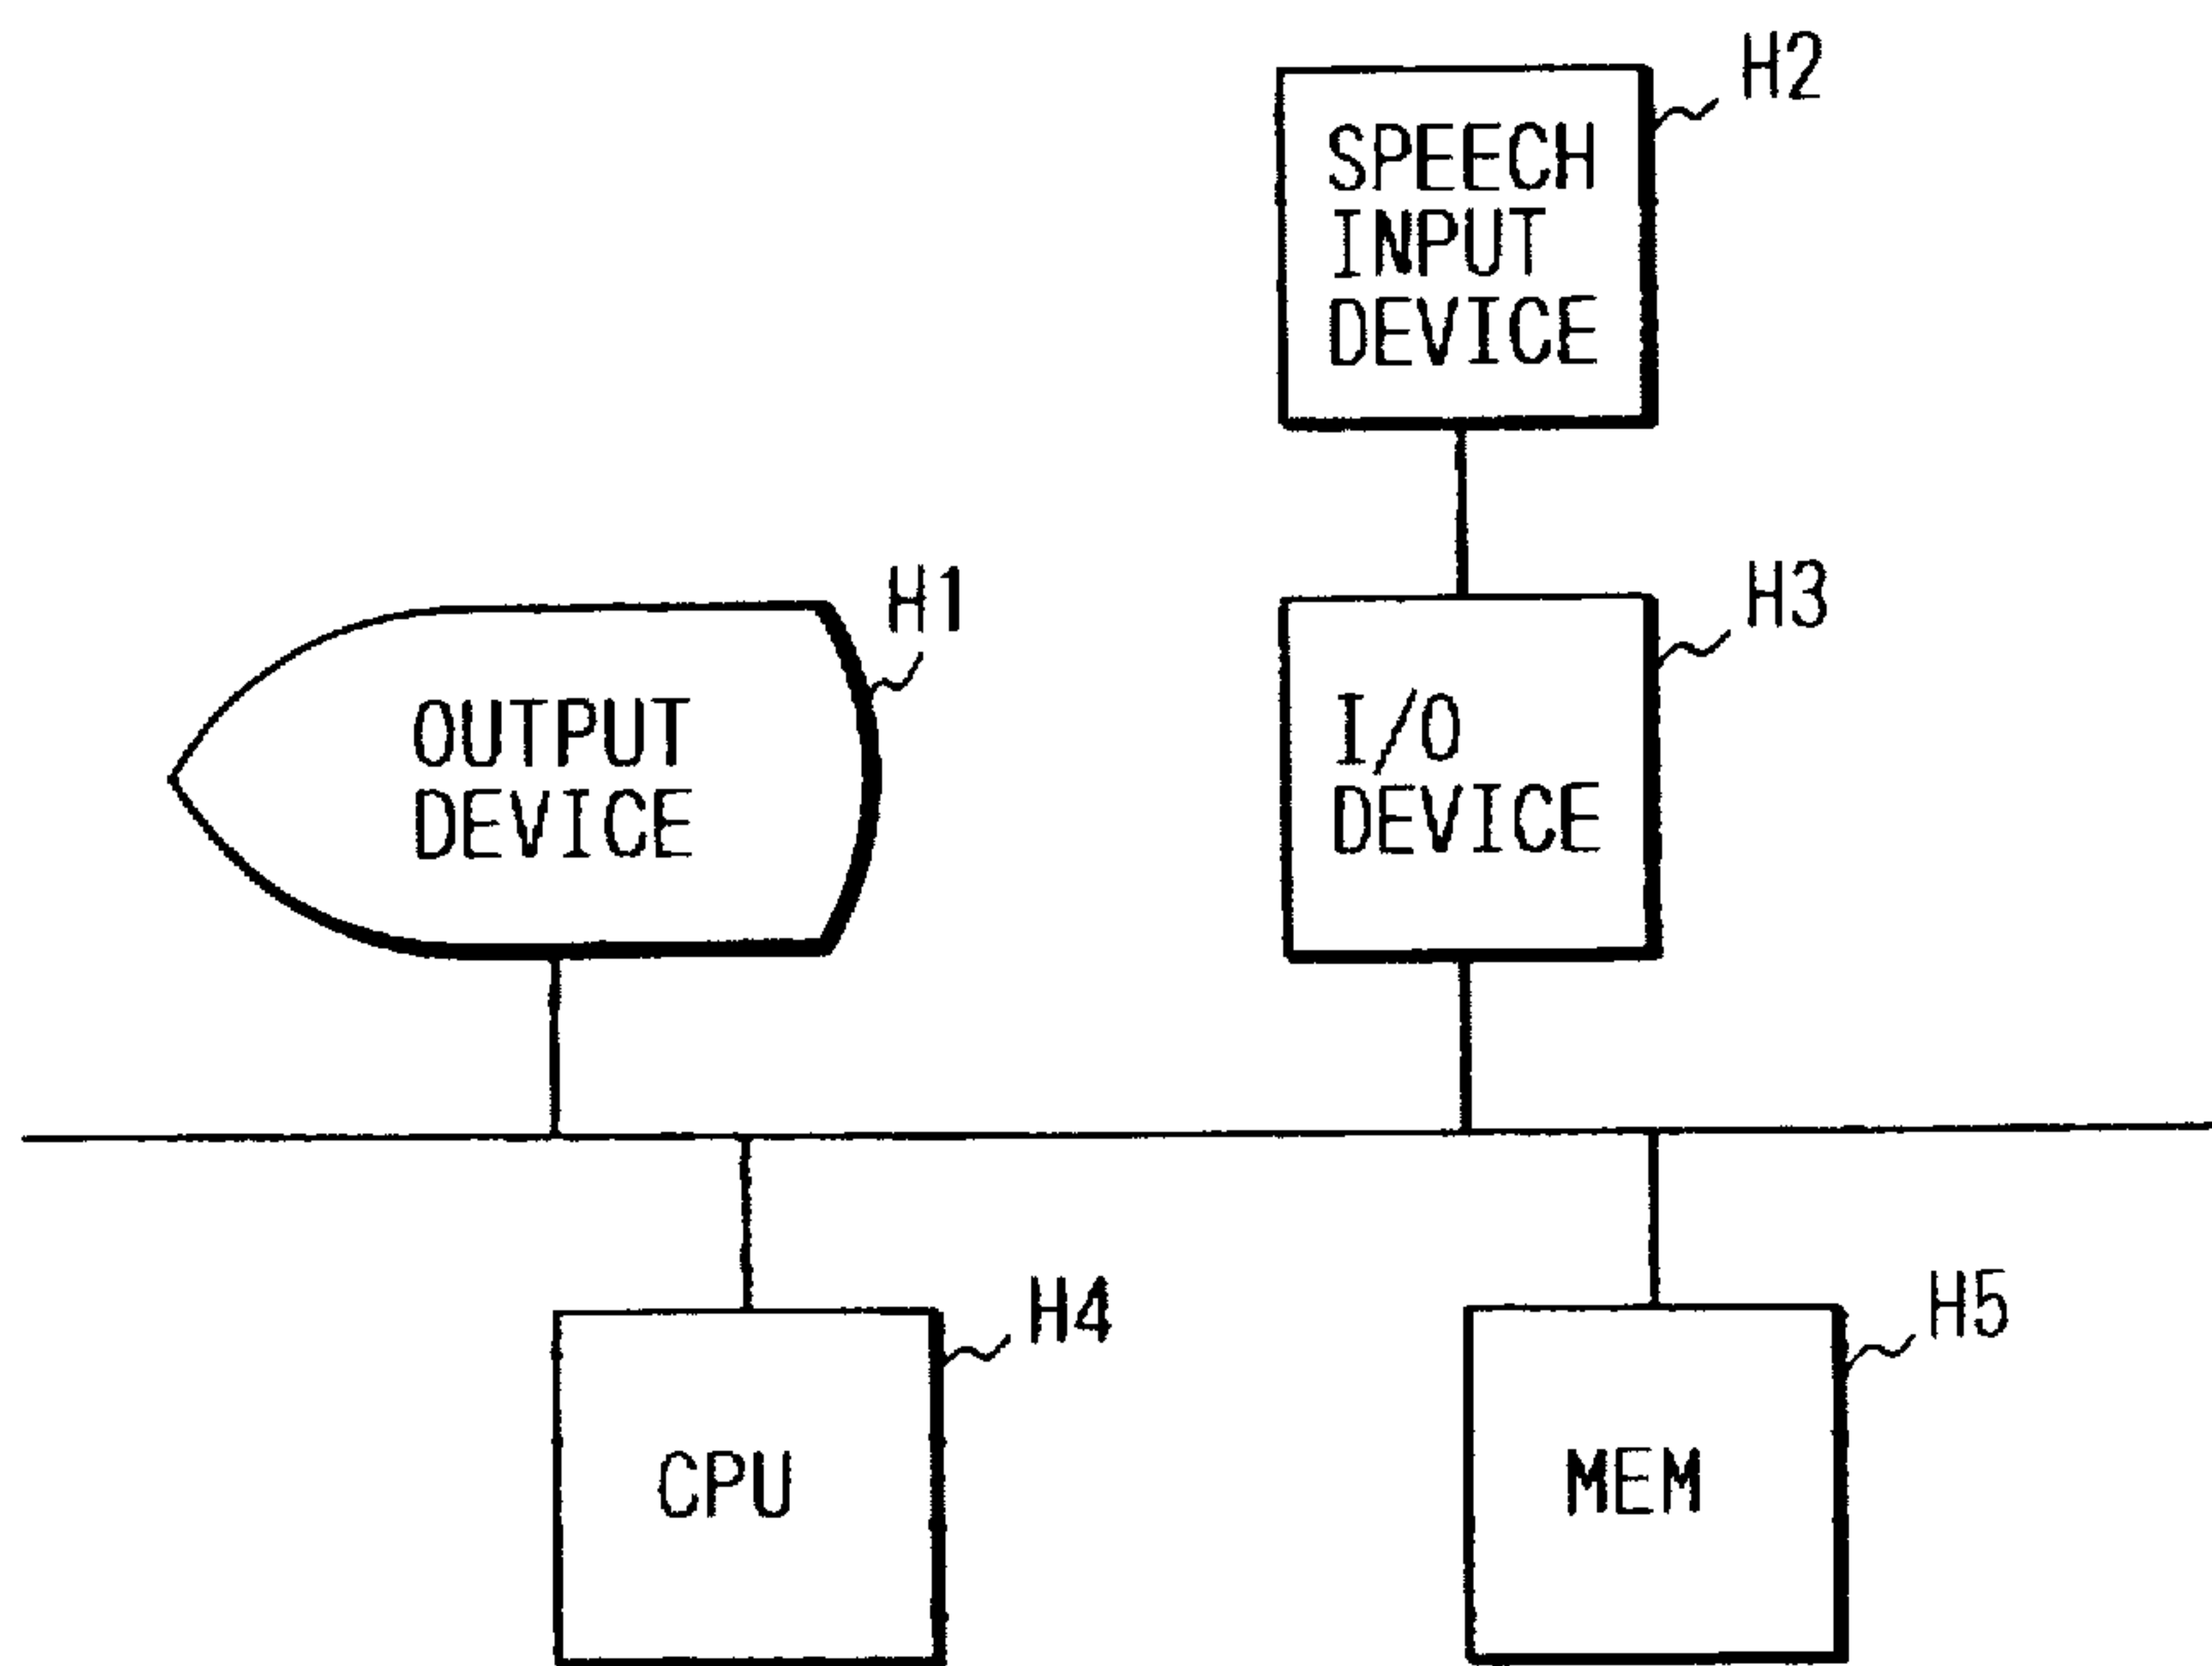 H2
SPEECH
INPUT
DEVICE
H1
H3
OUTPUT
DEVICE
I/O
DEVICE
H4
H5
CPU
MEM